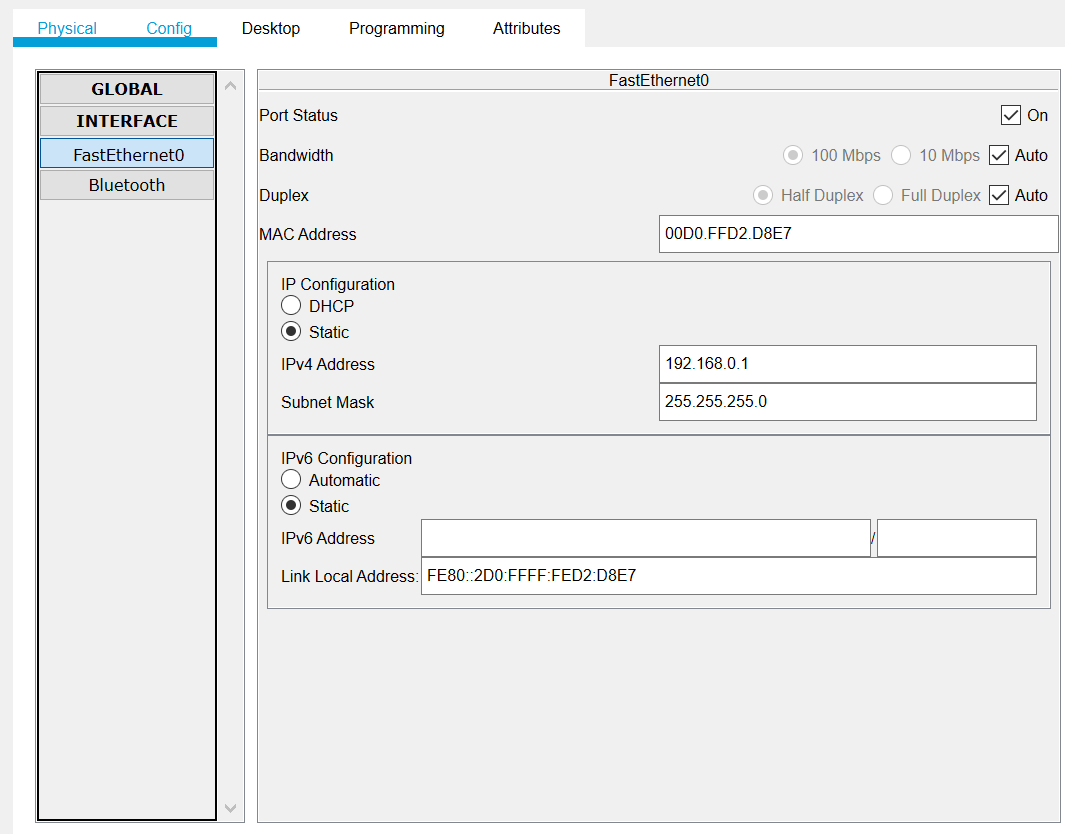 Physical Config Desktop Programming Attributes
GLOBAL
INTERFACE
FastEthernet0
Bluetooth
FastEthernet0
Port Status On
Bandwidth 100 Mbps 10 Mbps Auto
Duplex Half Duplex Full Duplex Auto
MAC Address 00D0.FFD2.D8E7
IP Configuration
DHCP
Static
IPv4 Address 192.168.0.1
Subnet Mask 255.255.255.0
IPv6 Configuration
Automatic
Static
IPv6 Address /
Link Local Address: FE80::2D0:FFFF:FED2:D8E7